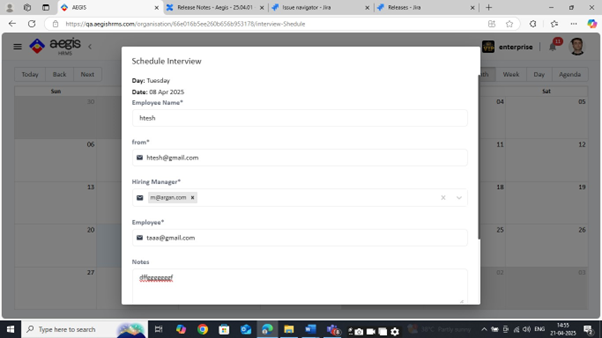 AEGIS
Release Notes - Aegis - 25.04.01
Issue navigator - Jira
Releases - Jira
https://qa.aegishrms.com/organisation/66e016b5ee260b656b953178/Interview-Shedule
aegis
HRMS
VIP
enterprise
Today
Back
Next
Week
Day
Agenda
Sun
Sat
30
05
06
11
12
13
18
19
20
25
26
27
Schedule Interview
Day: Tuesday
Date: 08 Apr 2025
Employee Name*
htesh
from*
htesh@gmail.com
Hiring Manager*
m@argan.com
Employee*
taaa@gmail.com
Notes
Type here to search
Partly sunny
ENG
14:55
21-04-2025